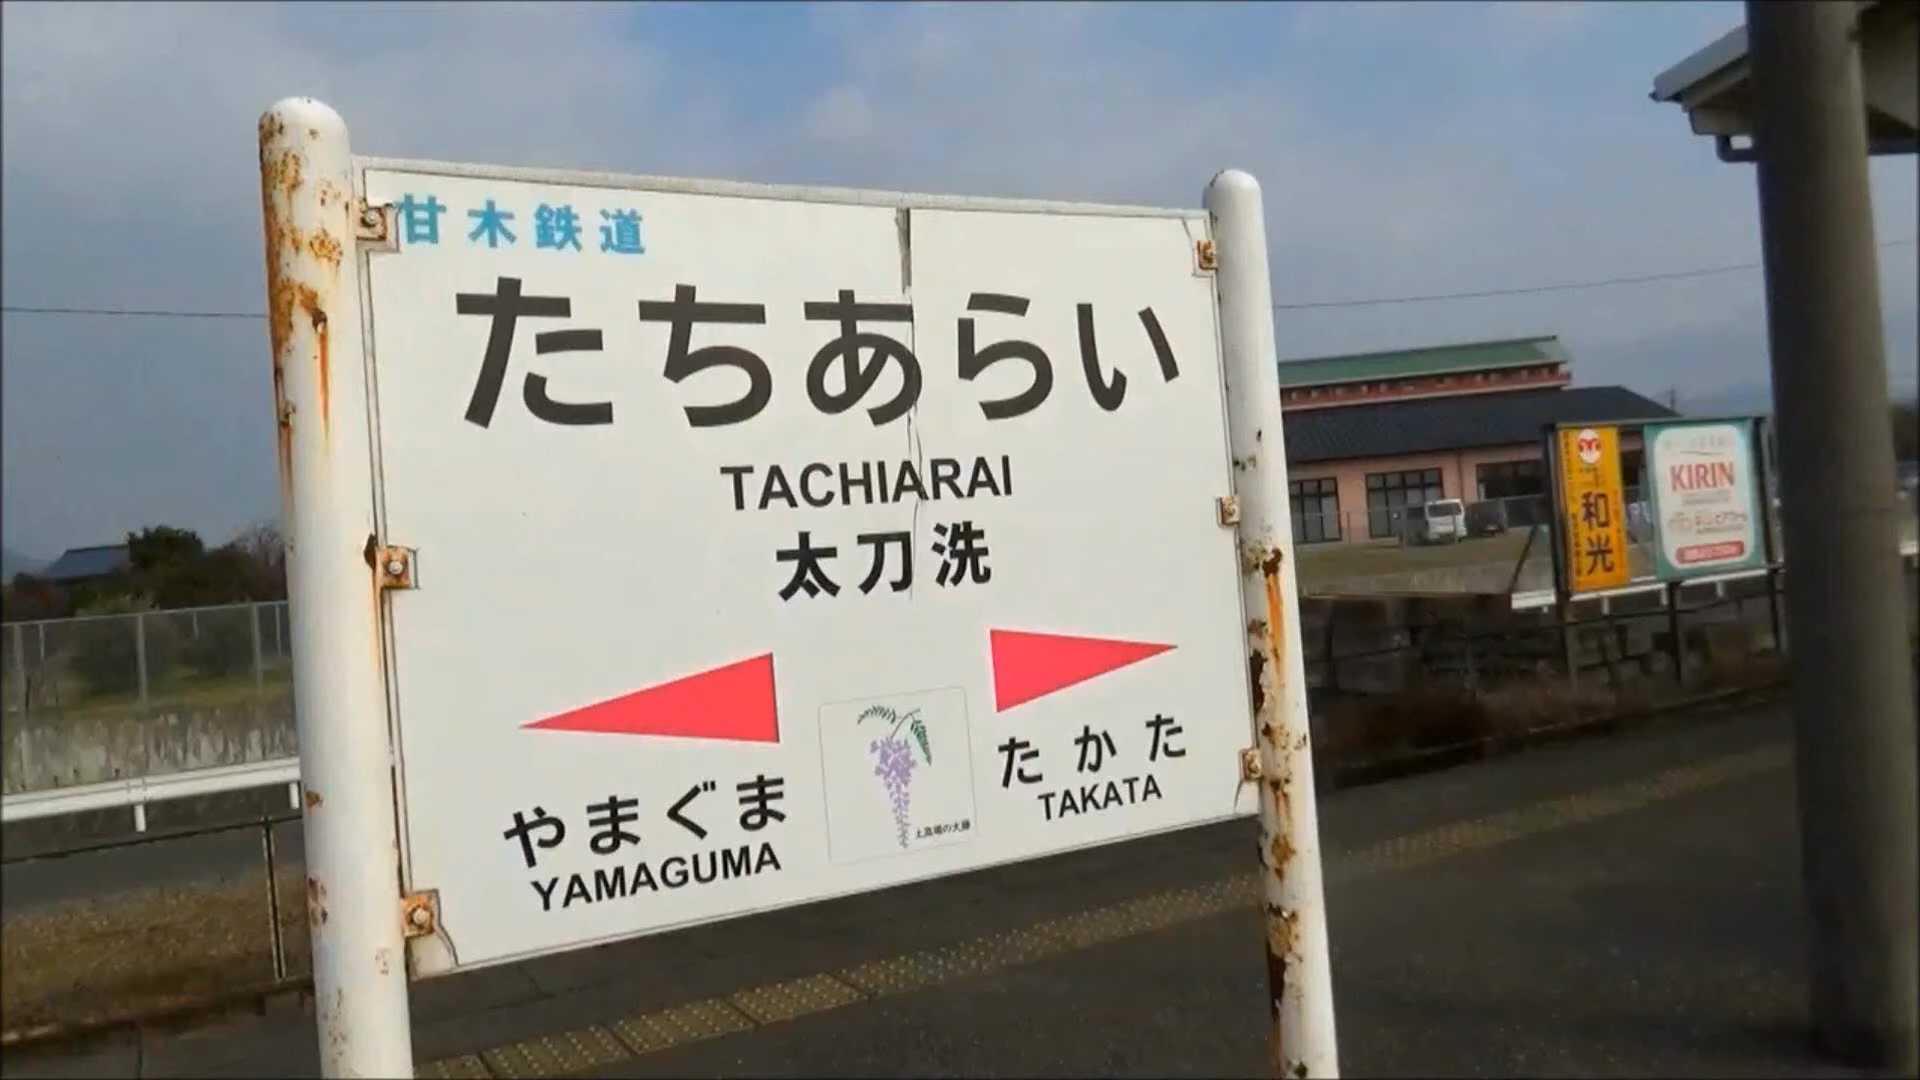 甘木鉄道
たちあらい
TACHIARAI
太刀洗
やまぐま
YAMAGUMA
たかた
TAKATA
和光
KIRIN